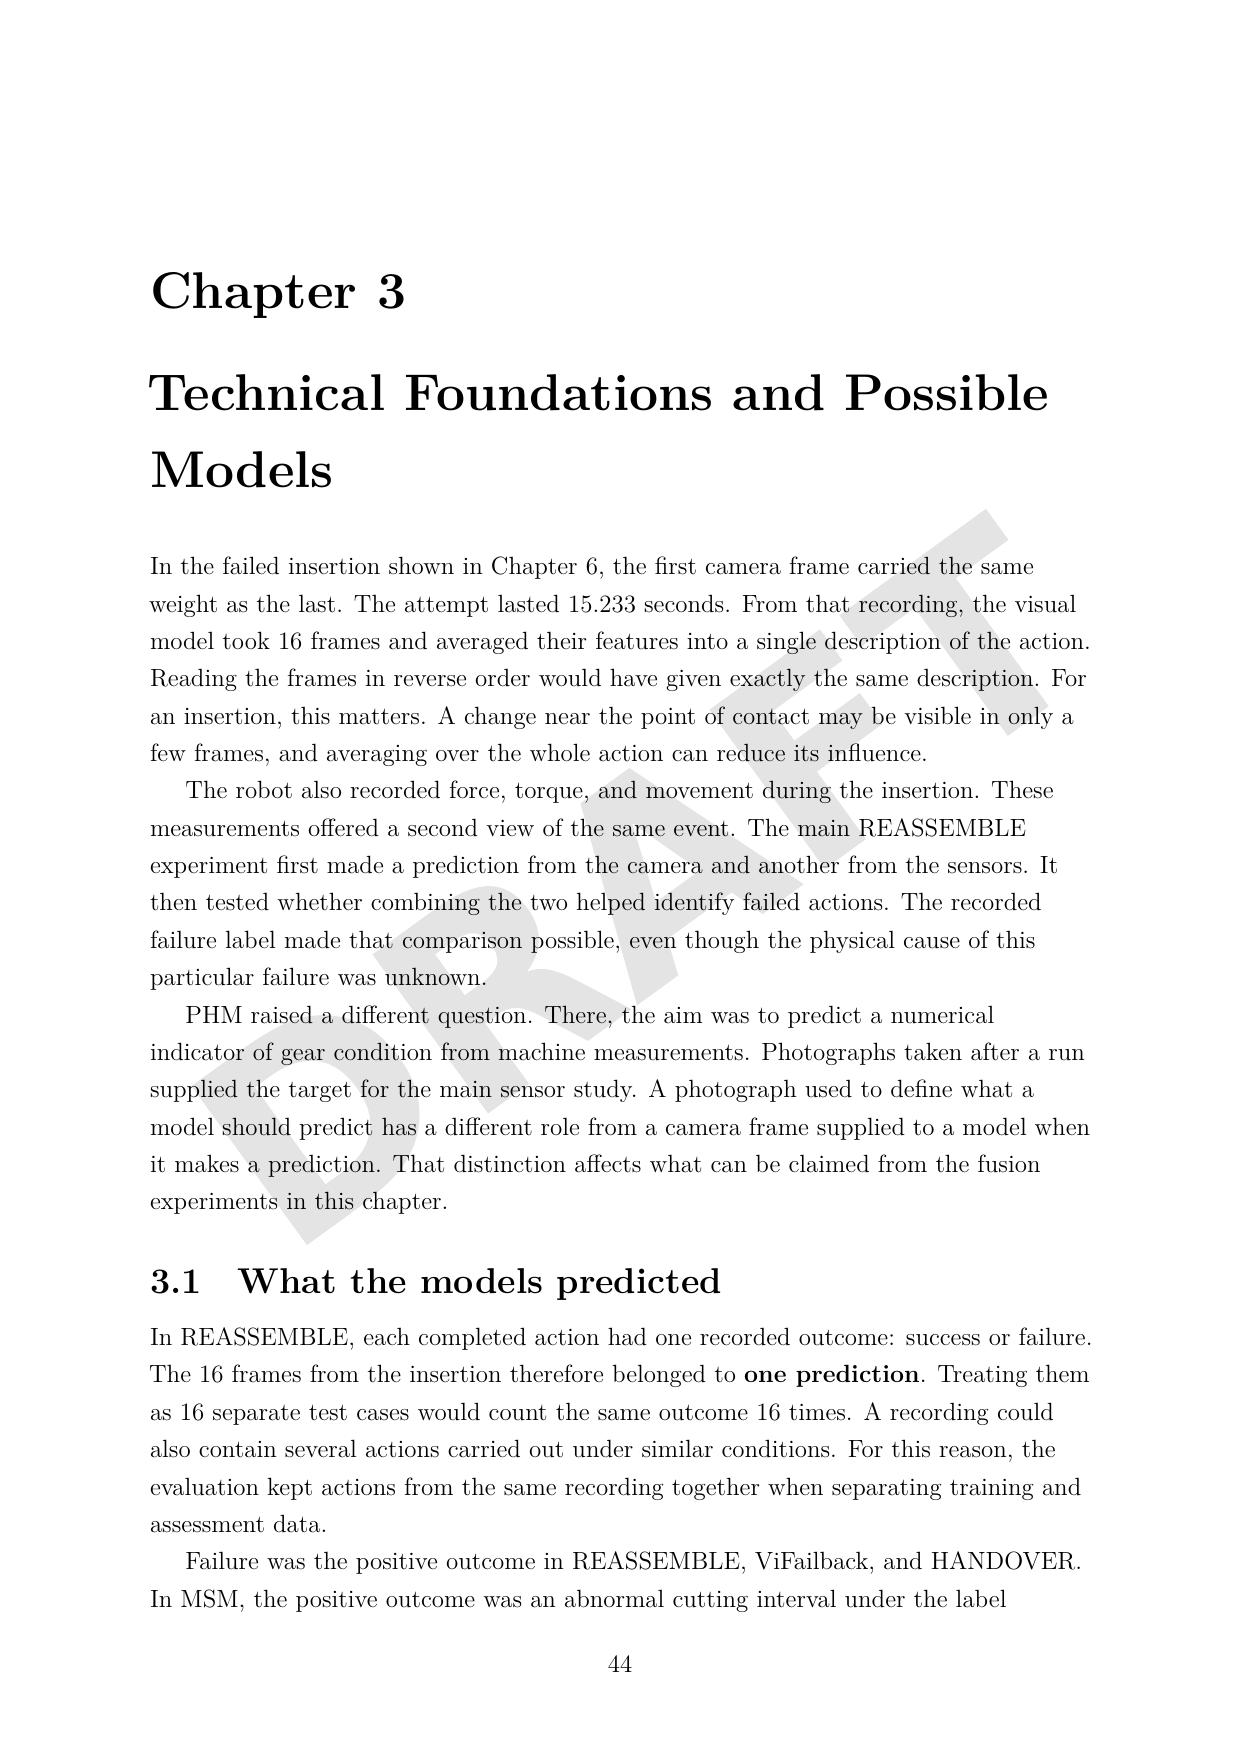 Chapter 3
Technical Foundations and Possible
Models
In the failed insertion shown in Chapter 6, the first camera frame carried the same
weight as the last. The attempt lasted 15.233 seconds. From that recording, the visual
model took 16 frames and averaged their features into a single description of the action.
Reading the frames in reverse order would have given exactly the same description. For
an insertion, this matters. A change near the point of contact may be visible in only a
few frames, and averaging over the whole action can reduce its influence.
The robot also recorded force, torque, and movement during the insertion. These
measurements offered a second view of the same event. The main REASSEMBLE
experiment first made a prediction from the camera and another from the sensors. It
then tested whether combining the two helped identify failed actions. The recorded
failure label made that comparison possible, even though the physical cause of this
particular failure was unknown.
PHM raised a different question. There, the aim was to predict a numerical
indicator of gear condition from machine measurements. Photographs taken after a run
supplied the target for the main sensor study. A photograph used to define what a
model should predict has a different role from a camera frame supplied to a model when
it makes a prediction. That distinction affects what can be claimed from the fusion
experiments in this chapter.
3.1 What the models predicted
In REASSEMBLE, each completed action had one recorded outcome: success or failure.
The 16 frames from the insertion therefore belonged to one prediction. Treating them
as 16 separate test cases would count the same outcome 16 times. A recording could
also contain several actions carried out under similar conditions. For this reason, the
evaluation kept actions from the same recording together when separating training and
assessment data.
Failure was the positive outcome in REASSEMBLE, ViFailback, and HANDOVER.
In MSM, the positive outcome was an abnormal cutting interval under the label
44
DRAFT